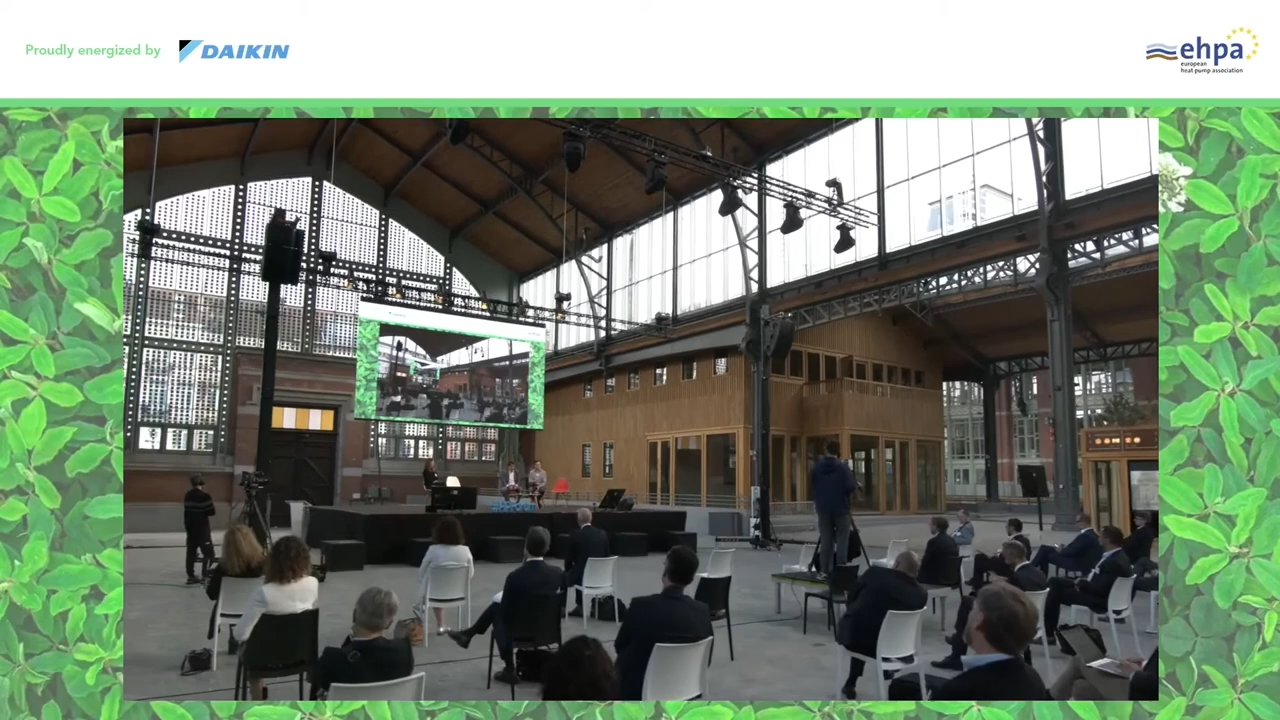 Proudly energized by
DAIKIN
ehpa
european
heat pump association